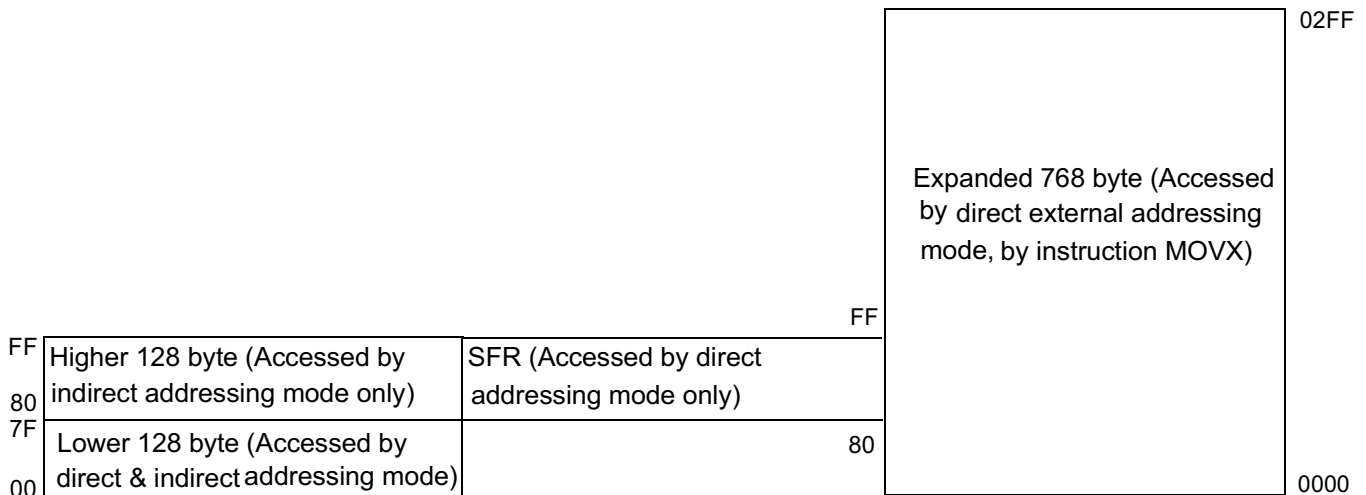 02FF
Expanded 768 byte (Accessed
by direct external addressing
mode, by instruction MOVX)
FF
FF
Higher 128 byte (Accessed by
indirect addressing mode only)
80
SFR (Accessed by direct
addressing mode only)
7F
Lower 128 byte (Accessed by
direct & indirect addressing mode)
00
80
0000